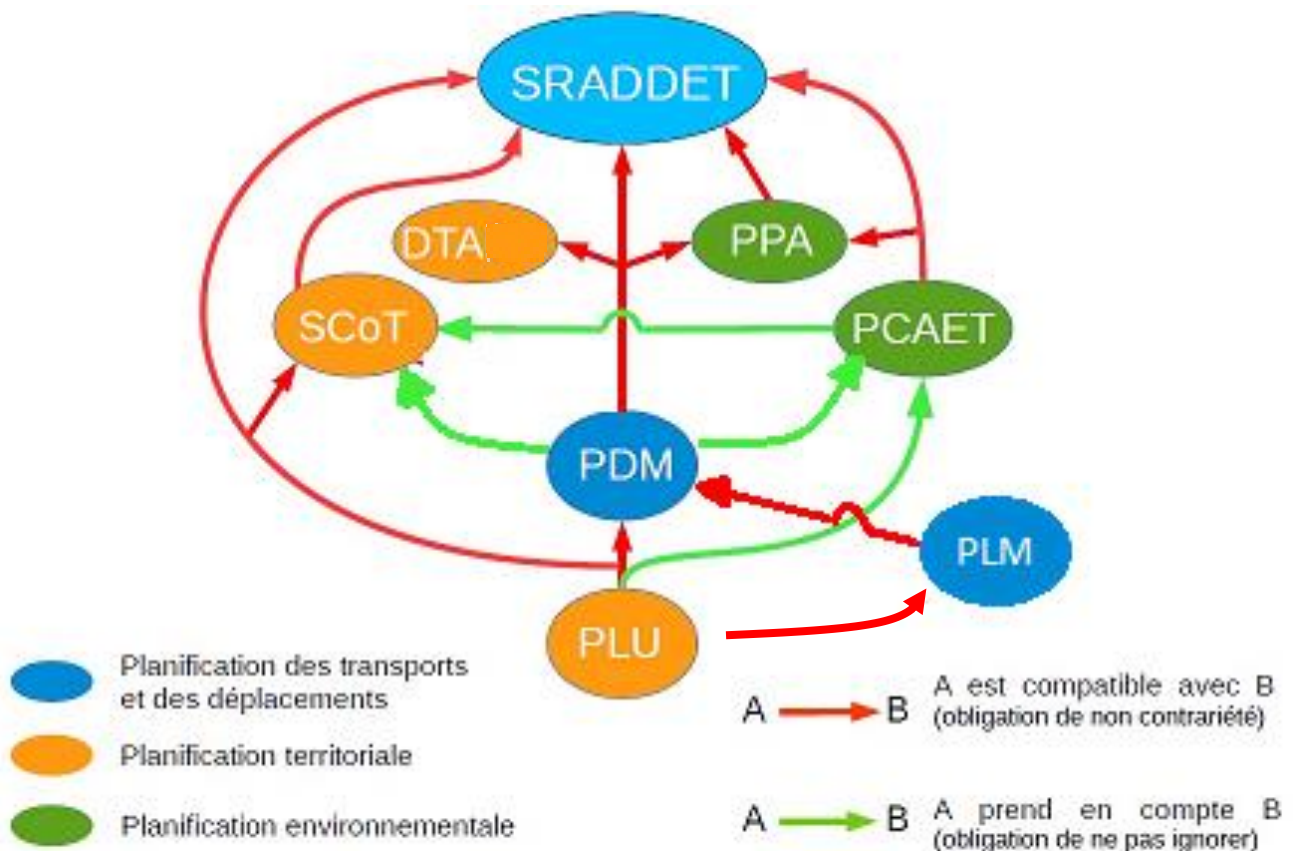 SRADDET
DTA
PPA
SCoT
PCAET
PDM
PLM
PLU
Planification des transports
et des déplacements
Planification territoriale
Planification environnementale
A B
A est compatible avec B
(obligation de non contrariété)
A B
A prend en compte B
(obligation de ne pas ignorer)